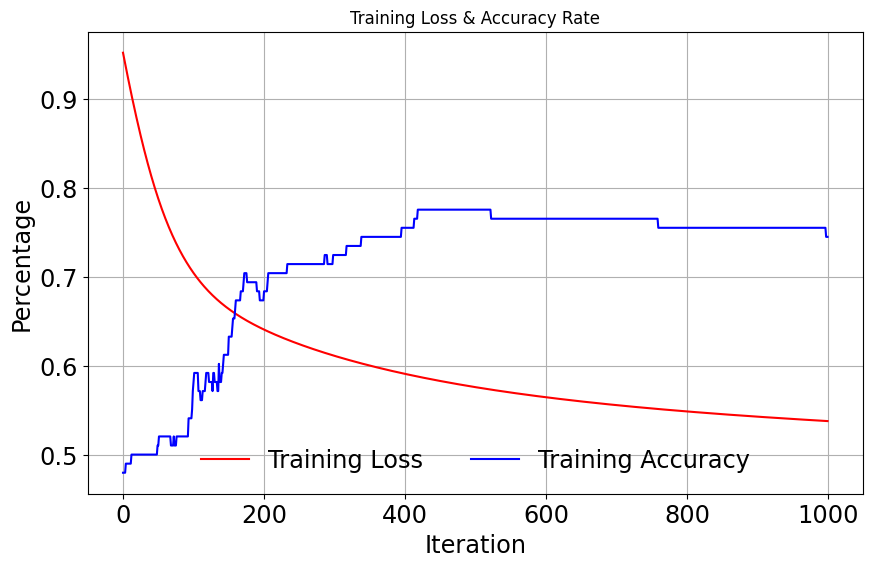 Training Loss & Accuracy Rate
Percentage
0.9
0.8
0.7
0.6
0.5
Training Loss Training Accuracy
0 200 400 600 800 1000
Iteration